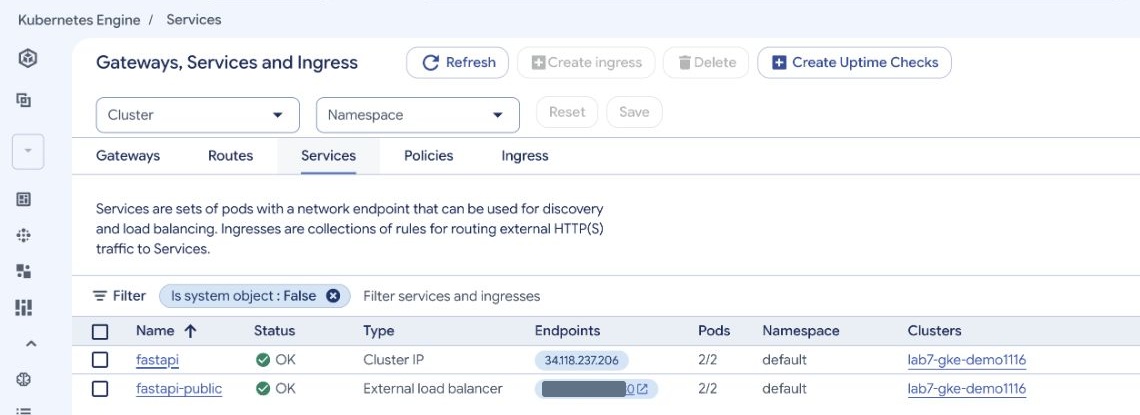 Kubernetes Engine / Services
Gateways, Services and Ingress Refresh Create ingress Delete Create Uptime Checks
Cluster Namespace Reset Save
Gateways Routes Services Policies Ingress
Services are sets of pods with a network endpoint that can be used for discovery
and load balancing. Ingresses are collections of rules for routing external HTTP(S)
traffic to Services.
Filter Is system object : False Filter services and ingresses
Name Status Type Endpoints Pods Namespace Clusters
fastapi OK Cluster IP 34.118.237.206 2/2 default lab7-gke-demo1116
fastapi-public OK External load balancer 2/2 default lab7-gke-demo1116